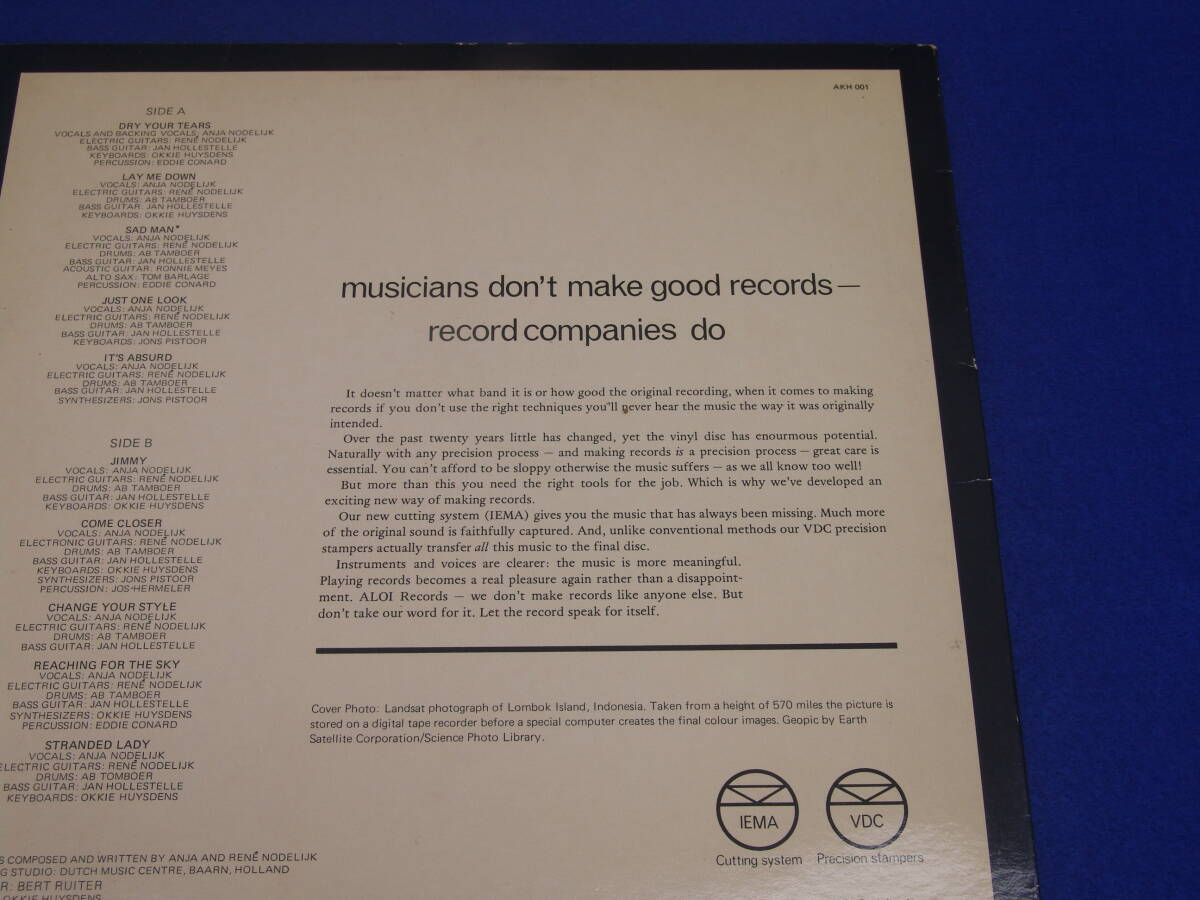 AKH 001
SIDE A
DRY YOUR TEARS
VOCALS AND BACKING VOCALS: ANJA NODELIJK
ELECTRIC GUITARS: RENÉ NODELIJK
BASS GUITAR: JAN HOLLESTELLE
KEYBOARDS: OKKIE HUYSDENS
PERCUSSION: EDDIE CONARD
LAY ME DOWN
VOCALS: ANJA NODELIJK
ELECTRIC GUITARS: RENÉ NODELIJK
DRUMS: AB TAMBOER
BASS GUITAR: JAN HOLLESTELLE
KEYBOARDS: OKKIE HUYSDENS
SAD MAN*
VOCALS: ANJA NODELIJK
ELECTRIC GUITARS: RENÉ NODELIJK
DRUMS: AB TAMBOER
BASS GUITAR: JAN HOLLESTELLE
ACOUSTIC GUITAR: RONNIE MEYES
ALTO SAX: TOM BARLAGE
PERCUSSION: EDDIE CONARD
JUST ONE LOOK
VOCALS: ANJA NODELIJK
ELECTRIC GUITARS: RENÉ NODELIJK
DRUMS: AB TAMBOER
BASS GUITAR: JAN HOLLESTELLE
KEYBOARDS: JONS PISTOOR
IT'S ABSURD
VOCALS: ANJA NODELIJK
ELECTRIC GUITARS: RENÉ NODELIJK
DRUMS: AB TAMBOER
BASS GUITAR: JAN HOLLESTELLE
SYNTHESIZERS: JONS PISTOOR
SIDE B
JIMMY
VOCALS: ANJA NODELIJK
ELECTRIC GUITARS: RENÉ NODELIJK
DRUMS: AB TAMBOER
BASS GUITAR: JAN HOLLESTELLE
KEYBOARDS: OKKIE HUYSDENS
COME CLOSER
VOCALS: ANJA NODELIJK
ELECTRONIC GUITARS: RENÉ NODELIJK
DRUMS: AB TAMBOER
BASS GUITAR: JAN HOLLESTELLE
KEYBOARDS: OKKIE HUYSDENS
SYNTHESIZERS: JONS PISTOOR
PERCUSSION: JOS HERMELER
CHANGE YOUR STYLE
VOCALS: ANJA NODELIJK
ELECTRIC GUITARS: RENÉ NODELIJK
DRUMS: AB TAMBOER
BASS GUITAR: JAN HOLLESTELLE
REACHING FOR THE SKY
VOCALS: ANJA NODELIJK
ELECTRIC GUITARS: RENÉ NODELIJK
DRUMS: AB TAMBOER
BASS GUITAR: JAN HOLLESTELLE
SYNTHESIZERS: OKKIE HUYSDENS
PERCUSSION: EDDIE CONARD
STRANDED LADY
VOCALS: ANJA NODELIJK
ELECTRIC GUITARS: RENÉ NODELIJK
DRUMS: AB TOMBOER
BASS GUITAR: JAN HOLLESTELLE
KEYBOARDS: OKKIE HUYSDENS
COMPOSED AND WRITTEN BY ANJA AND RENÉ NODELIJK
STUDIO: DUTCH MUSIC CENTRE, BAARN, HOLLAND
BERT RUITER
OKKIE HUYSDENS
musicians don't make good records—
record companies do
It doesn't matter what band it is or how good the original recording, when it comes to making
records if you don't use the right techniques you"ll never hear the music the way it was originally
intended.
Over the past twenty years little has changed, yet the vinyl disc has enourmous potential.
Naturally with any precision process — and making records is a precision process — great care is
essential. You can't afford to be sloppy otherwise the music suffers — as we all know too well!
But more than this you need the right tools for the job. Which is why we've developed an
exciting new way of making records.
Our new cutting system (IEMA) gives you the music that has always been missing. Much more
of the original sound is faithfully captured. And, unlike conventional methods our VDC precision
stampers actually transfer all this music to the final disc.
Instruments and voices are clearer: the music is more meaningful.
Playing records becomes a real pleasure again rather than a disappoint-
ment. ALOI Records — we don't make records like anyone else. But
don't take our word for it. Let the record speak for itself.
Cover Photo: Landsat photograph of Lombok Island, Indonesia. Taken from a height of 570 miles the picture is
stored on a digital tape recorder before a special computer creates the final colour images. Geopic by Earth
Satellite Corporation/Science Photo Library.
IEMA
VDC
Cutting system
Precision stampers